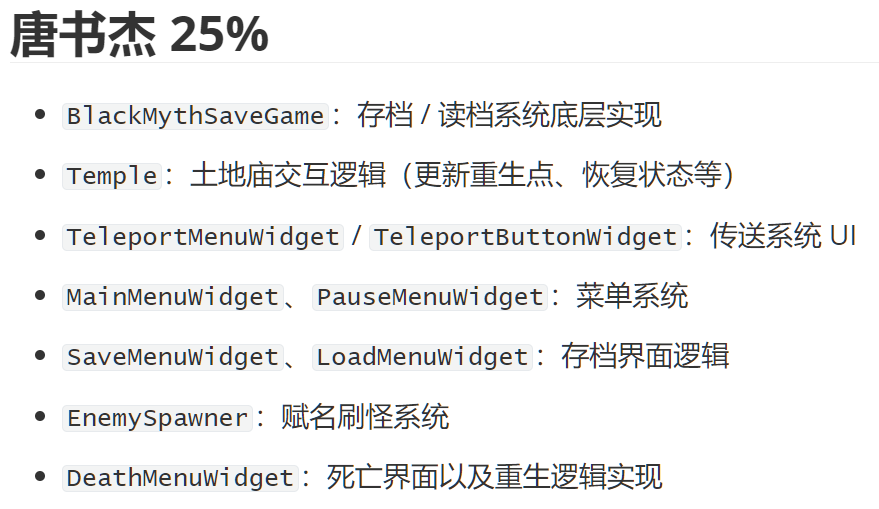 唐书杰 25%
BlackMythSaveGame：存档 / 读档系统底层实现
Temple：土地庙交互逻辑（更新重生点、恢复状态等）
TeleportMenuWidget / TeleportButtonWidget：传送系统 UI
MainMenuWidget、PauseMenuWidget：菜单系统
SaveMenuWidget、LoadMenuWidget：存档界面逻辑
EnemySpawner：赋名刷怪系统
DeathMenuWidget：死亡界面以及重生逻辑实现